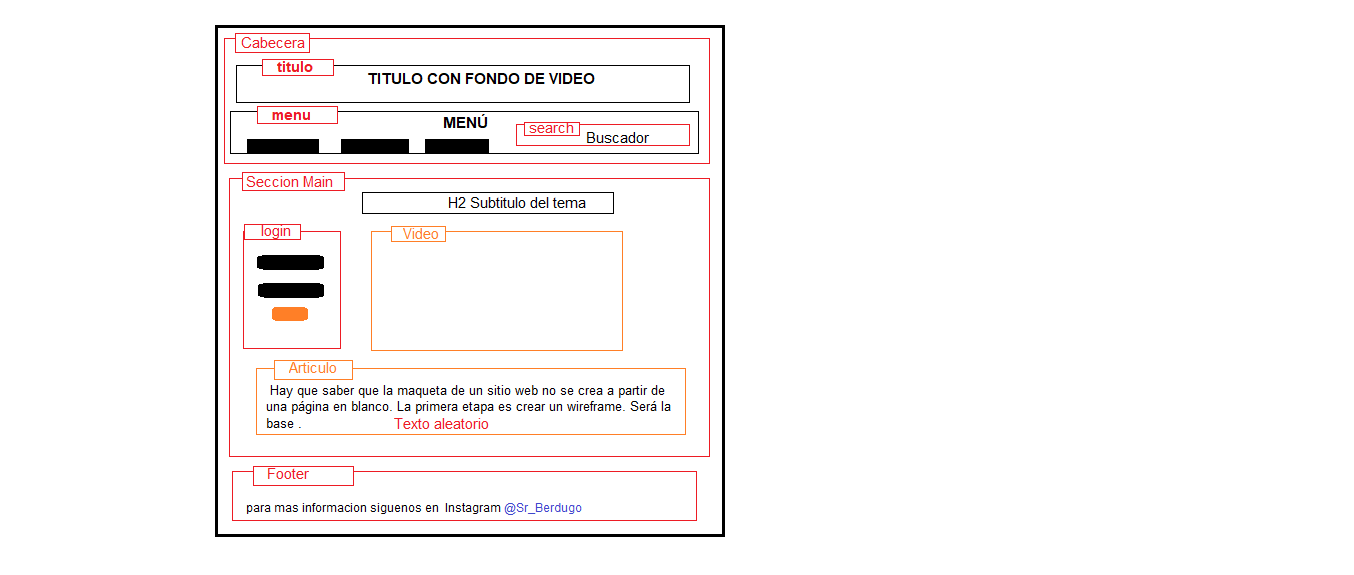 Cabecera
titulo
TITULO CON FONDO DE VIDEO
menu
MENÚ
search
Buscador
Seccion Main
H2 Subtitulo del tema
login
Video
Articulo
Hay que saber que la maqueta de un sitio web no se crea a partir de
una página en blanco. La primera etapa es crear un wireframe. Será la
base .
Texto aleatorio
Footer
para mas informacion siguenos en Instagram @Sr_Berdugo